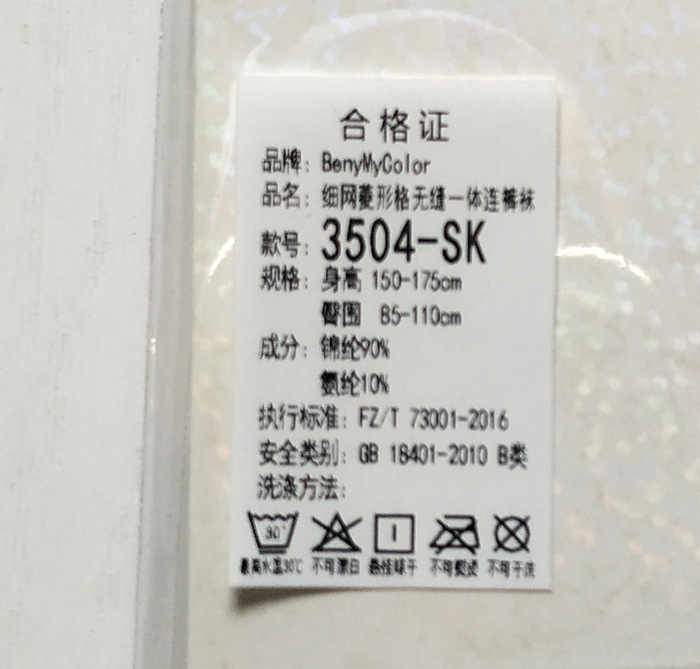 合格证
品牌：BenyMyColor
品名：细网菱形格无缝一体连裤袜
款号：3504-SK
规格：身高 150-175cm
臀围 85-110cm
成分：锦纶90%
氨纶10%
执行标准：FZ/T 73001-2016
安全类别：GB 18401-2010 B类
洗涤方法：
30°
最高水温30℃ 不可漂白 悬挂晾干 不可熨烫 不可干洗